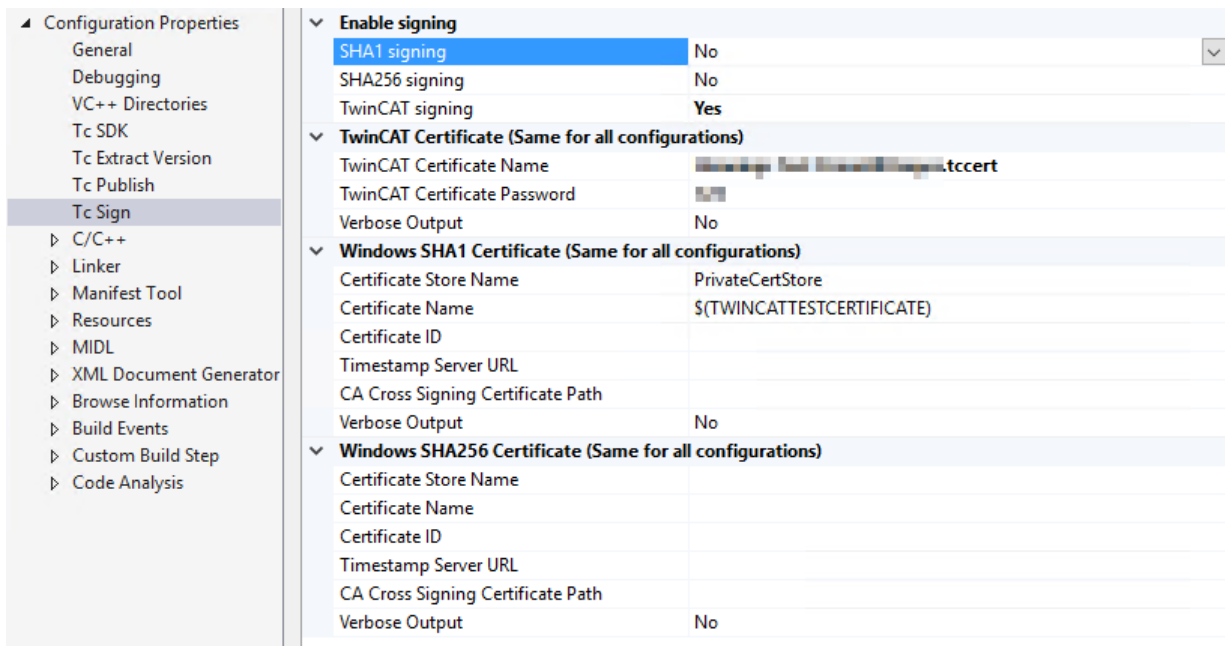 Configuration Properties
General
Debugging
VC++ Directories
Tc SDK
Tc Extract Version
Tc Publish
Tc Sign
C/C++
Linker
Manifest Tool
Resources
MIDL
XML Document Generator
Browse Information
Build Events
Custom Build Step
Code Analysis
Enable signing
SHA1 signing No
SHA256 signing No
TwinCAT signing Yes
TwinCAT Certificate (Same for all configurations)
TwinCAT Certificate Name .tccert
TwinCAT Certificate Password
Verbose Output No
Windows SHA1 Certificate (Same for all configurations)
Certificate Store Name PrivateCertStore
Certificate Name $(TWINCATTESTCERTIFICATE)
Certificate ID
Timestamp Server URL
CA Cross Signing Certificate Path
Verbose Output No
Windows SHA256 Certificate (Same for all configurations)
Certificate Store Name
Certificate Name
Certificate ID
Timestamp Server URL
CA Cross Signing Certificate Path
Verbose Output No